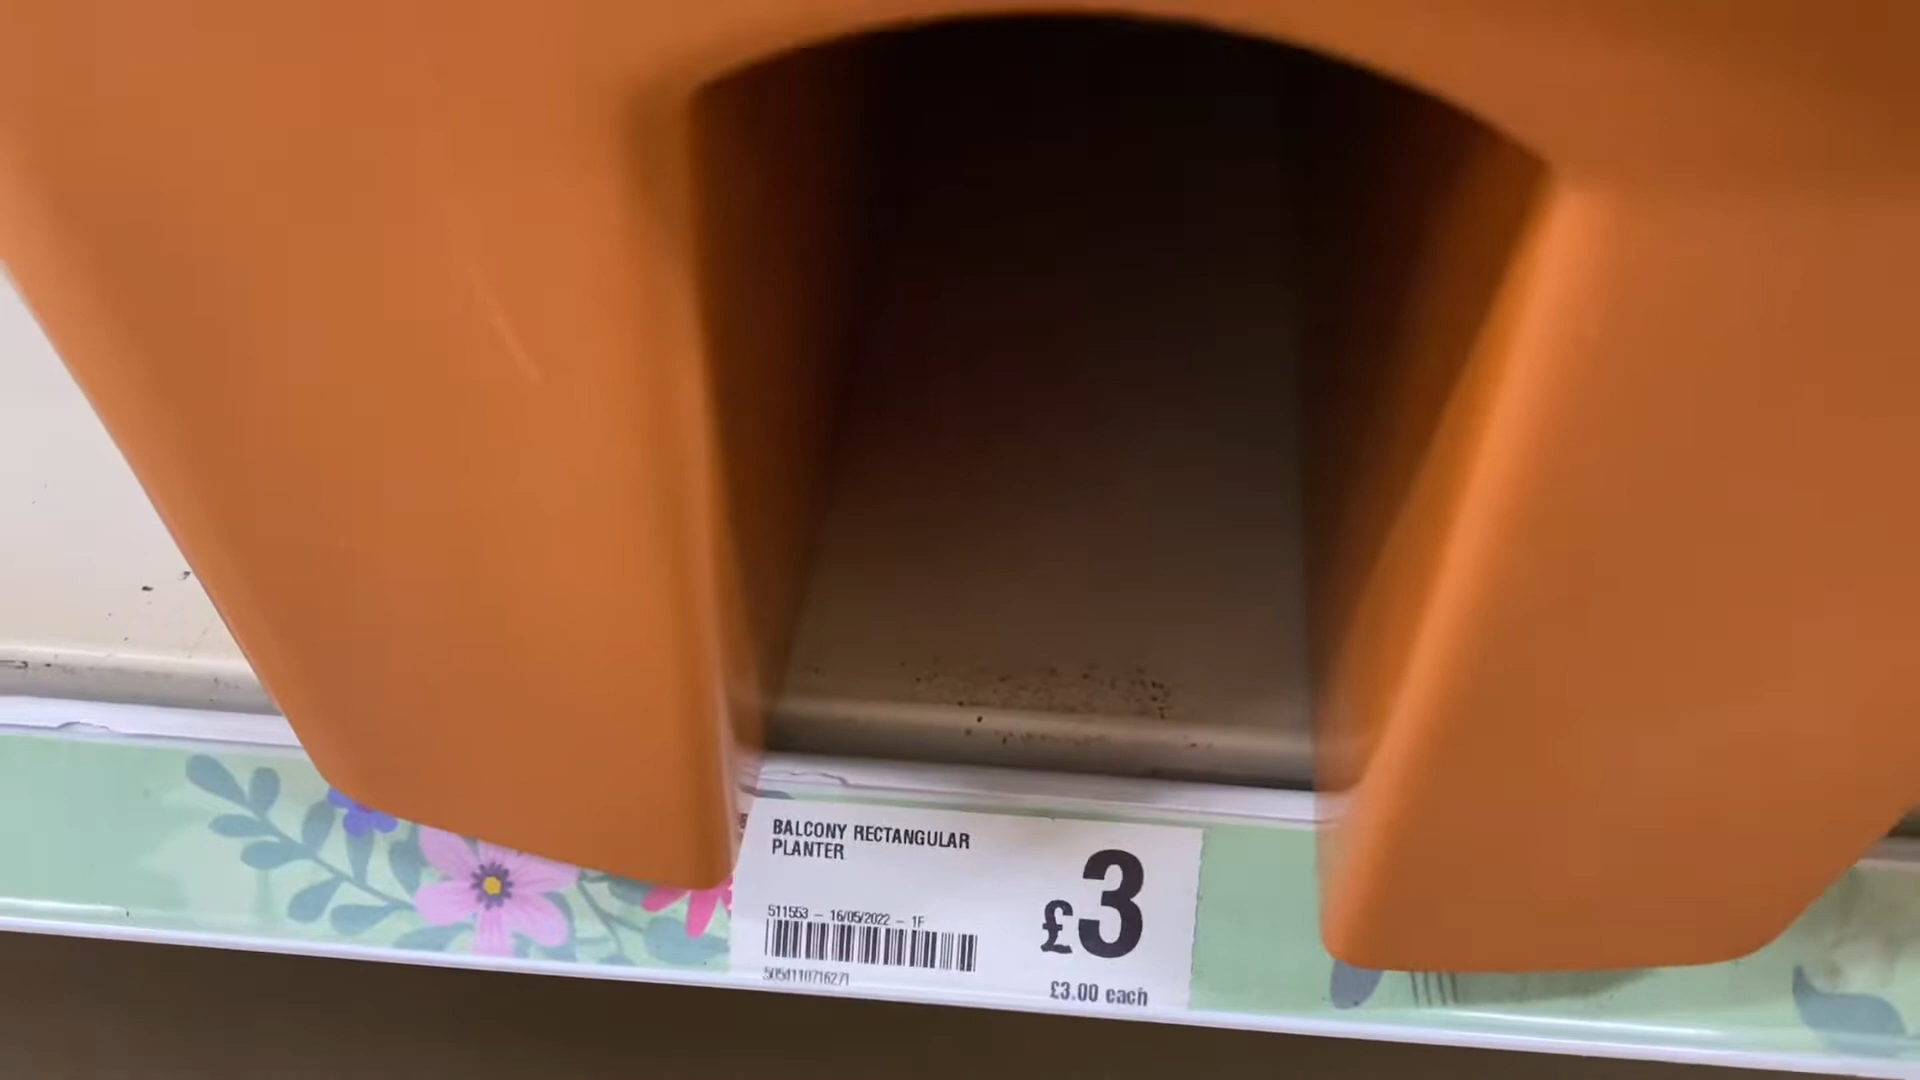 BALCONY RECTANGULAR
PLANTER
£3
511553 - 16/05/2022 - 1F
5054110716271
£3.00 each